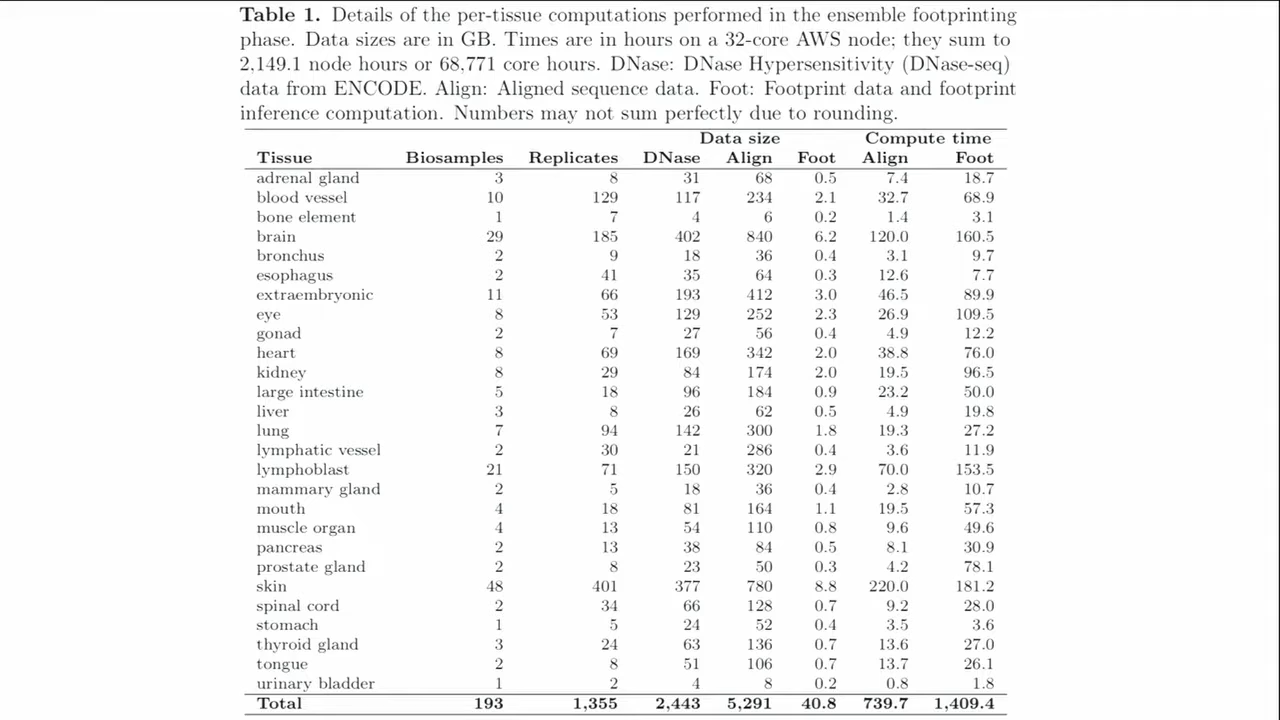 Table 1. Details of the per-tissue computations performed in the ensemble footprinting
phase. Data sizes are in GB. Times are in hours on a 32-core AWS node; they sum to
2,149.1 node hours or 68,771 core hours. DNase: DNase Hypersensitivity (DNase-seq)
data from ENCODE. Align: Aligned sequence data. Foot: Footprint data and footprint
inference computation. Numbers may not sum perfectly due to rounding.
Data size Compute time
Tissue Biosamples Replicates DNase Align Foot Align Foot
adrenal gland 3 8 31 68 0.5 7.4 18.7
blood vessel 10 129 117 234 2.1 32.7 68.9
bone element 1 7 4 6 0.2 1.4 3.1
brain 29 185 402 840 6.2 120.0 160.5
bronchus 2 9 18 36 0.4 3.1 9.7
esophagus 2 41 35 64 0.3 12.6 7.7
extraembryonic 11 66 193 412 3.0 46.5 89.9
eye 8 53 129 252 2.3 26.9 109.5
gonad 2 7 27 56 0.4 4.9 12.2
heart 8 69 169 342 2.0 38.8 76.0
kidney 8 29 84 174 2.0 19.5 96.5
large intestine 5 18 96 184 0.9 23.2 50.0
liver 3 8 26 62 0.5 4.9 19.8
lung 7 94 142 300 1.8 19.3 27.2
lymphatic vessel 2 30 21 286 0.4 3.6 11.9
lymphoblast 21 71 150 320 2.9 70.0 153.5
mammary gland 2 5 18 36 0.4 2.8 10.7
mouth 4 18 81 164 1.1 19.5 57.3
muscle organ 4 13 54 110 0.8 9.6 49.6
pancreas 2 13 38 84 0.5 8.1 30.9
prostate gland 2 8 23 50 0.3 4.2 78.1
skin 48 401 377 780 8.8 220.0 181.2
spinal cord 2 34 66 128 0.7 9.2 28.0
stomach 1 5 24 52 0.4 3.5 3.6
thyroid gland 3 24 63 136 0.7 13.6 27.0
tongue 2 8 51 106 0.7 13.7 26.1
urinary bladder 1 2 4 8 0.2 0.8 1.8
Total 193 1,355 2,443 5,291 40.8 739.7 1,409.4